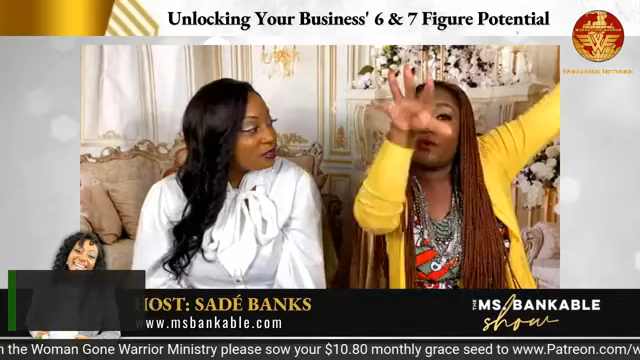 Unlocking Your Business' 6 & 7 Figure Potential
HOST: SADÉ BANKS
www.msbankable.com
THE MS. BANKABLE
show
the Woman Gone Warrior Ministry please sow your $10.80 monthly grace seed to www.Patreon.com/w